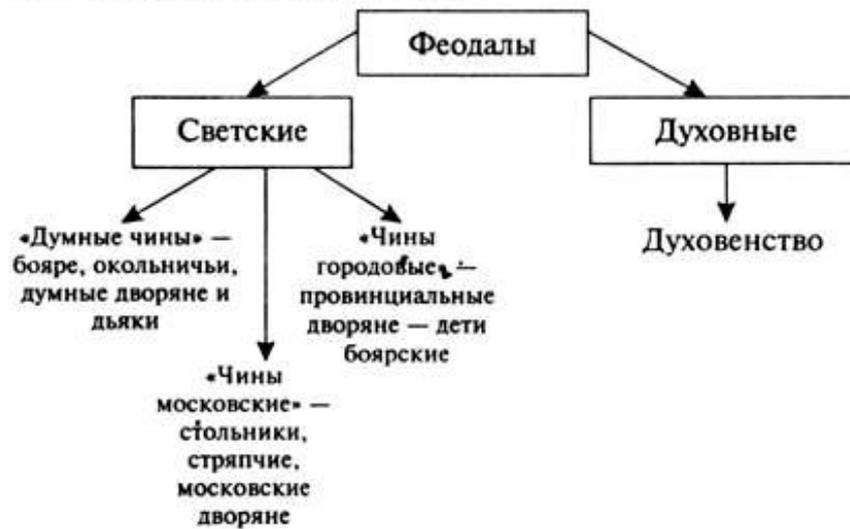 Феодалы
Светские
Духовные
«Думные чины» —
бояре, окольничьи,
думные дворяне и
дьяки
«Чины
городовые» —
провинциальные
дворяне — дети
боярские
Духовенство
«Чины
московские» —
стольники,
стряпчие,
московские
дворяне